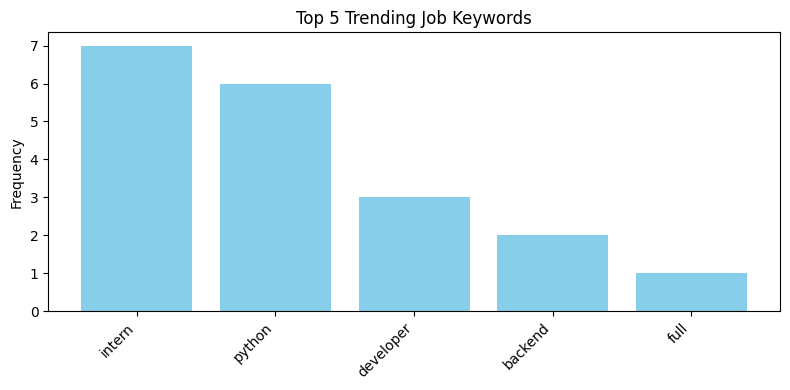 Top 5 Trending Job Keywords
Frequency
7
6
5
4
3
2
1
0
intern
python
developer
backend
full